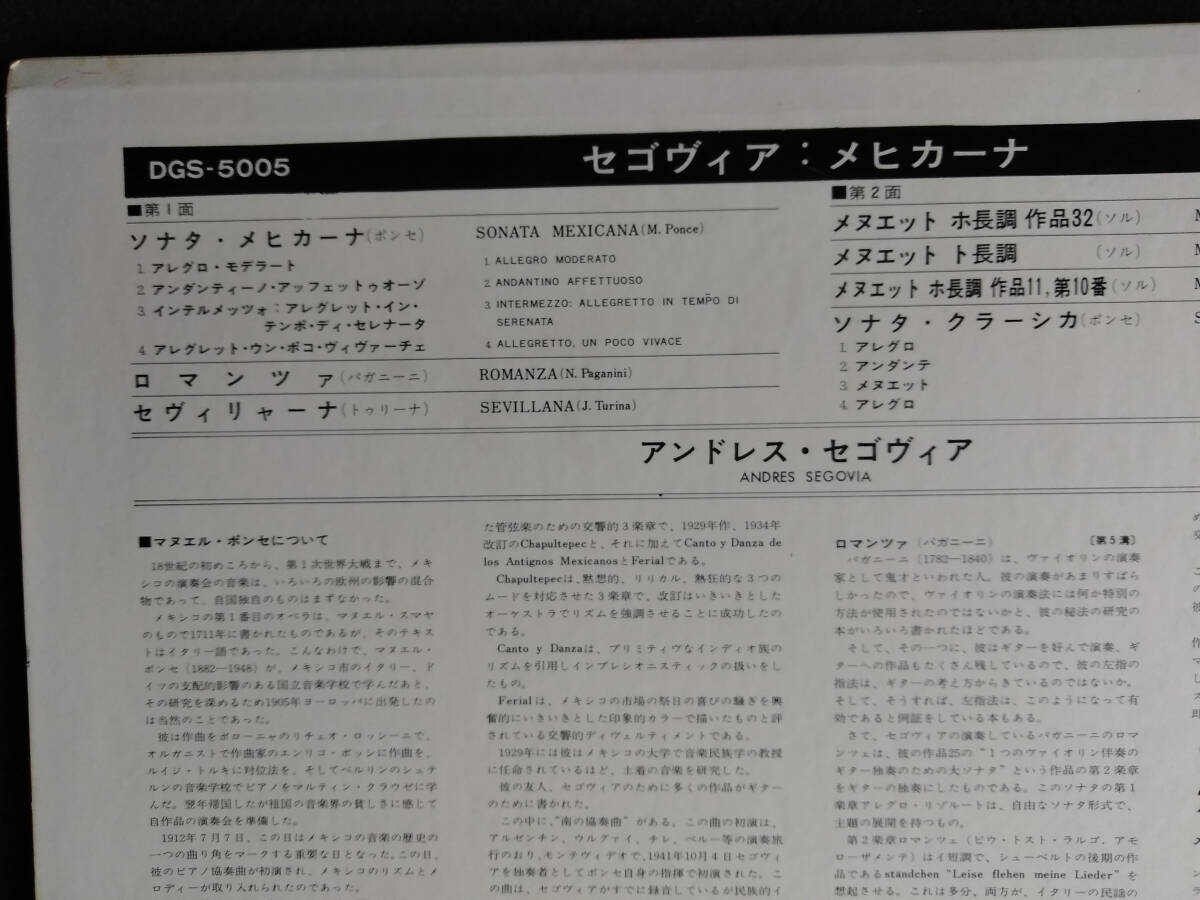 DGS-5005
セゴヴィア：メヒカーナ
■第1面
ソナタ・メヒカーナ(ポンセ)
SONATA MEXICANA (M. Ponce)
1. アレグロ・モデラート
1. ALLEGRO MODERATO
2. アンダンティーノ・アッフェットゥオーゾ
2. ANDANTINO AFFETTUOSO
3. インテルメッツォ：アレグレット・イン・
テンポ・ディ・セレナータ
3. INTERMEZZO: ALLEGRETTO IN TEMPO DI
SERENATA
4. アレグレット・ウン・ポコ・ヴィヴァーチェ
4. ALLEGRETTO, UN POCO VIVACE
ロマンツァ(パガニーニ)
ROMANZA (N. Paganini)
セヴィリャーナ(トゥリーナ)
SEVILLANA (J. Turina)
■第2面
メヌエット ホ長調 作品32(ソル)
メヌエット ト長調 (ソル)
メヌエット ホ長調 作品11, 第10番(ソル)
ソナタ・クラーシカ(ポンセ)
1. アレグロ
2. アンダンテ
3. メヌエット
4. アレグロ
アンドレス・セゴヴィア
ANDRES SEGOVIA
■マヌエル・ポンセについて
18世紀の初めころから、第1次世界大戦まで、メキ
シコの演奏会の音楽は、いろいろの欧州の影響の混合
物であって、自国独自のものはまずなかった。
メキシコの第1番目のオペラは、マヌエル・スマヤ
のもので1711年に書かれたものであるが、そのテキス
トはイタリー語であった。こんなわけで、マヌエル・
ポンセ (1882—1948) が、メキシコ市のイタリー、ド
イツの支配的影響のある国立音楽学校で学んだあと、
その研究を深めるため1905年ヨーロッパに出発したの
は当然のことであった。
彼は作曲をボローニャのリチェオ・ロッシーニで、
オルガニストで作曲家のエンリコ・ボッシに作曲を、
ルイジ・トルキに対位法を、そしてベルリンのシュテ
ルンの音楽学校でピアノをマルティン・クラウゼに学
んだ。翌年帰国したが祖国の音楽界の貧しさに感じて
自作品の演奏会を準備した。
1912年7月7日、この日はメキシコの音楽の歴史の
一つの曲り角をマークする重要な日となった。この日、
彼のピアノ協奏曲が初演され、メキシコのリズムとメ
ロディーが取り入れられたのであった。
た管弦楽のための交響的3楽章で、1929年作、1934年
改訂のChapultepecと、それに加えてCanto y Danza de
los Antignos MexicanosとFerialである。
Chapultepecは、黙想的、リリカル、熱狂的な3つの
ムードを対応させた3楽章で、改訂はいきいきとした
オーケストラでリズムを強調させることに成功したの
である。
Canto y Danzaは、プリミティヴなインディオ族の
リズムを引用しインプレシオニスティックの扱いをし
たもの。
Ferialは、メキシコの市場の祭日の喜びの騒ぎを興
奮的にいきいきとした印象的カラーで描いたものと評
されている交響的ディヴェルティメントである。
1929年には彼はメキシコの大学で音楽民族学の教授
に任命されているほど、土着の音楽を研究した。
彼の友人、セゴヴィアのために多くの作品がギター
のために書かれた。
この中に、"南の協奏曲" がある。この曲の初演は、
アルゼンチン、ウルグァイ、チレ、ペルー等の演奏旅
行のおり、モンテヴィデオで、1941年10月4日セゴヴィ
アを独奏者としてポンセ自身の指揮で初演された。こ
の曲は、セゴヴィアがすでに録音しているが民族的イ
ロマンツァ (パガニーニ) 〔第5溝〕
パガニーニ (1782—1840) は、ヴァイオリンの演奏
家として鬼才といわれた人。彼の演奏があまりすばら
しかったので、ヴァイオリンの演奏法には何か特別の
方法が使用されたのではないかと、彼の秘法の研究の
本がいろいろ書かれたほどである。
そして、その一つに、彼はギターを好んで演奏、ギ
ターへの作品もたくさん残しているので、彼の左指の
指法は、ギターの考え方からきているのではないか。
そして、そうすれば、左指法は、このようになって有
効であると例証をしている本もある。
さて、セゴヴィアの演奏しているパガニーニのロマ
ンツェは、彼の作品25の "1つのヴァイオリン伴奏の
ギター独奏のための大ソナタ" という作品の第2楽章
をギターの独奏にしたものである。このソナタの第1
楽章アレグロ・リゾルートは、自由なソナタ形式で、
主題の展開を持つもの。
第2楽章ロマンツェ (ピウ・トスト・ラルゴ．アモ
ローザメンテ) はイ短調で、シューベルトの後期の作
品であるstandchen "Leise flehen meine Lieder" を
想起させる。これは多分、両方が、イタリーの民謡の